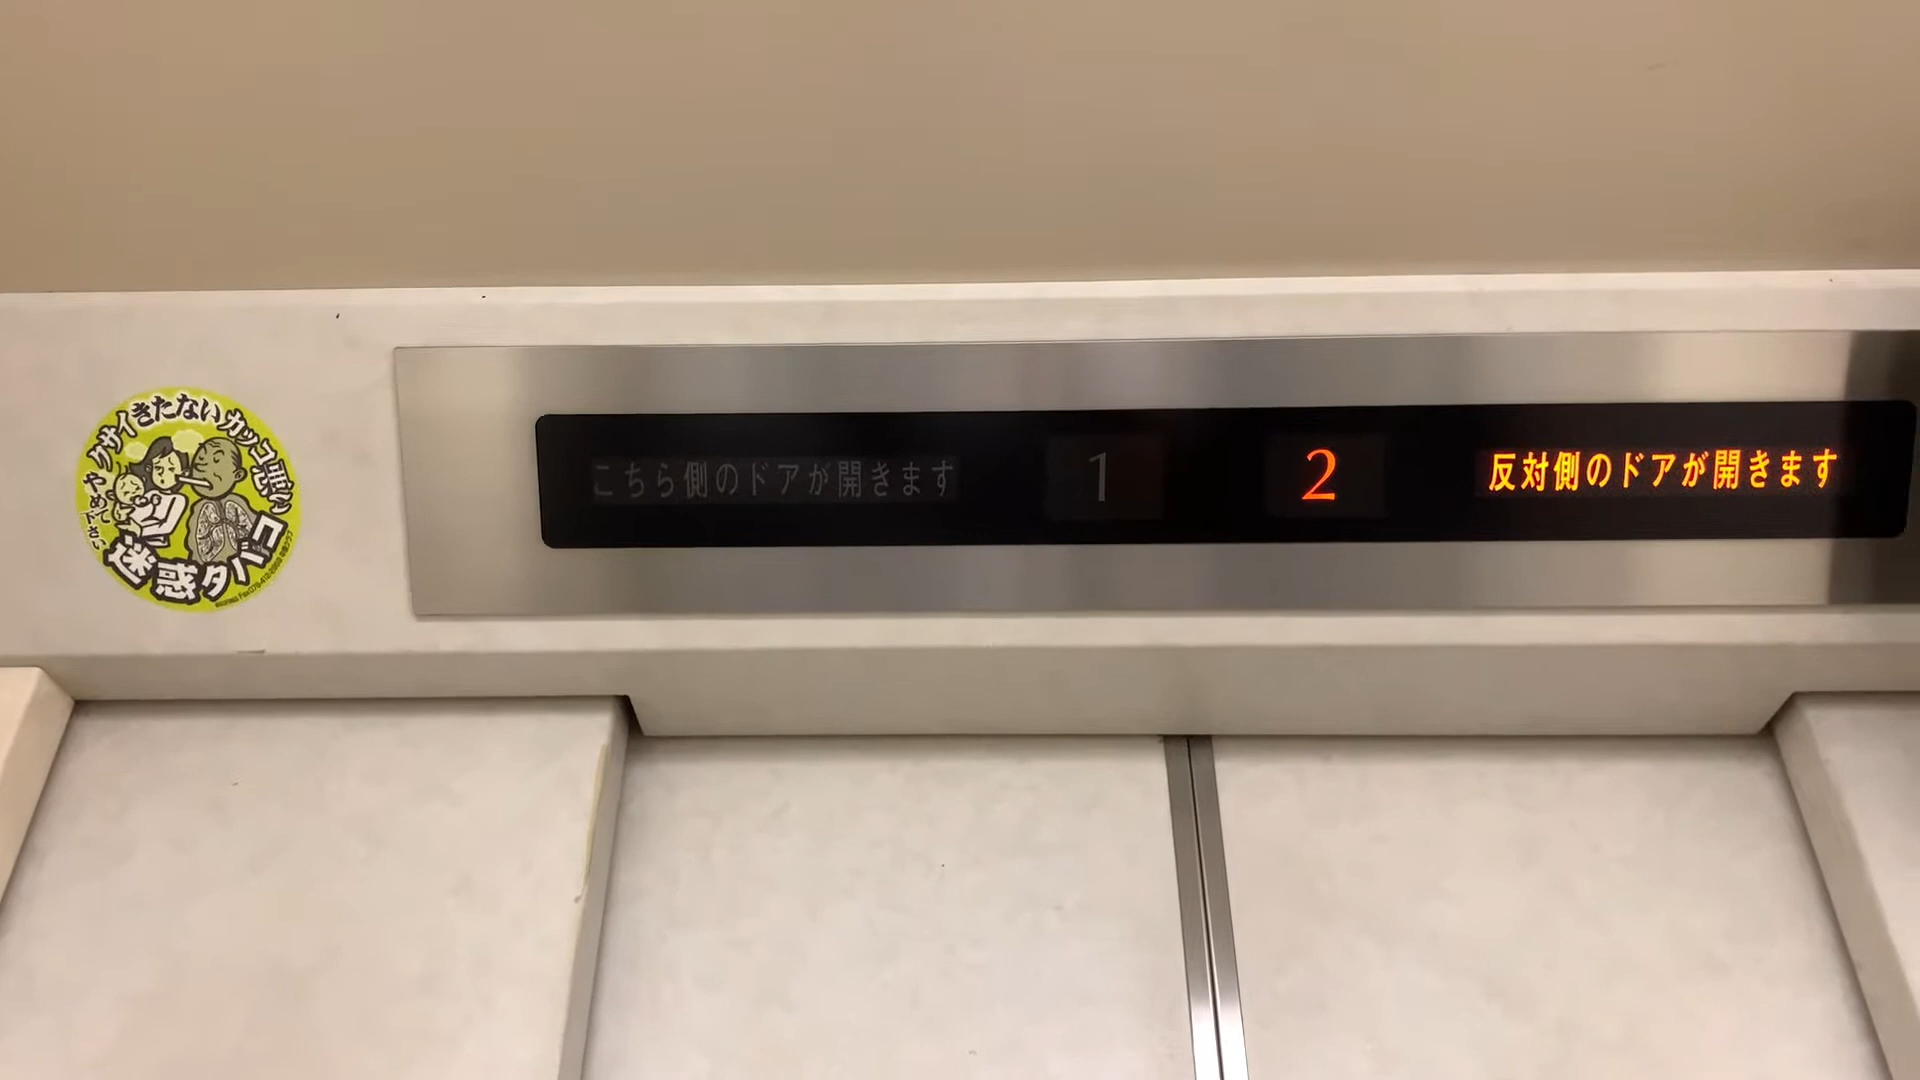 クサイきたないカッコ悪い
やめて下さい
迷惑タバコ
こちら側のドアが開きます
1
2
反対側のドアが開きます